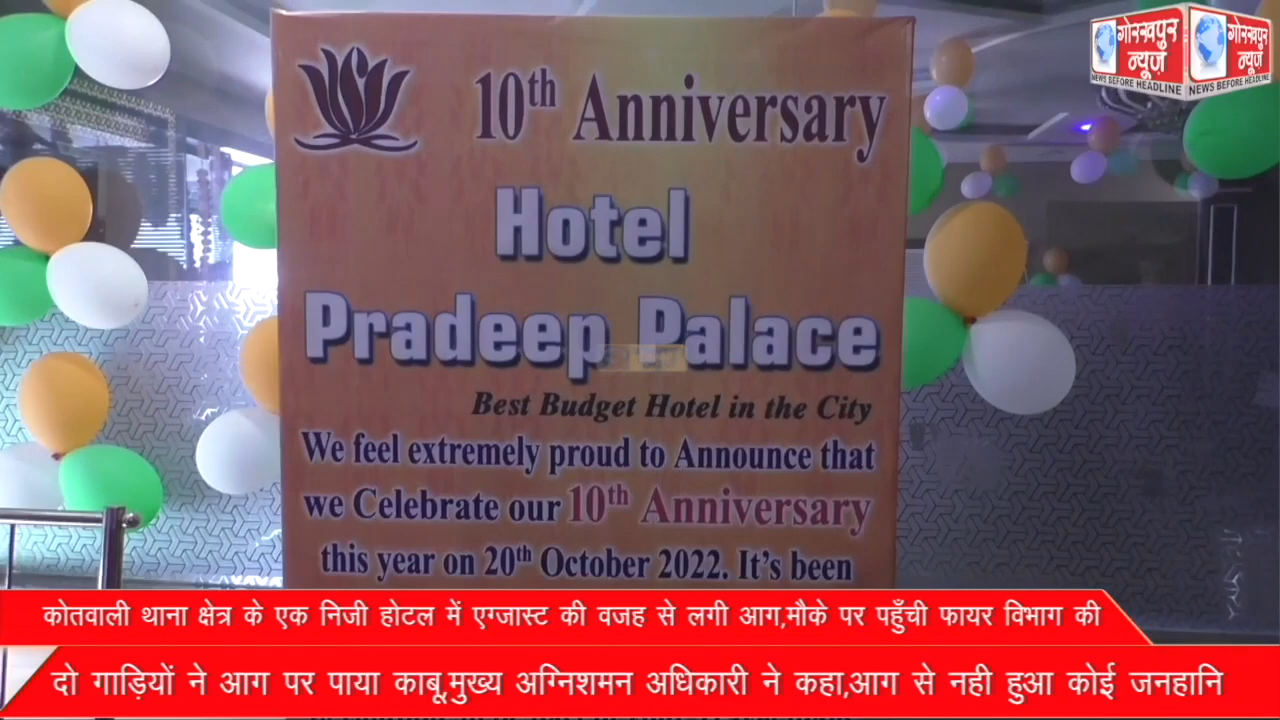 गोरखपुर
न्यूज़
NEWS BEFORE HEADLINE
गोरखपुर
न्यूज़
NEWS BEFORE HEADLINE
10th Anniversary
Hotel
Pradeep Palace
Best Budget Hotel in the City
We feel extremely proud to Announce that
we Celebrate our 10th Anniversary
this year on 20th October 2022. It's been
कोतवाली थाना क्षेत्र के एक निजी होटल में एग्जास्ट की वजह से लगी आग,मौके पर पहुँची फायर विभाग की
दो गाड़ियों ने आग पर पाया काबू,मुख्य अग्निशमन अधिकारी ने कहा,आग से नही हुआ कोई जनहानि